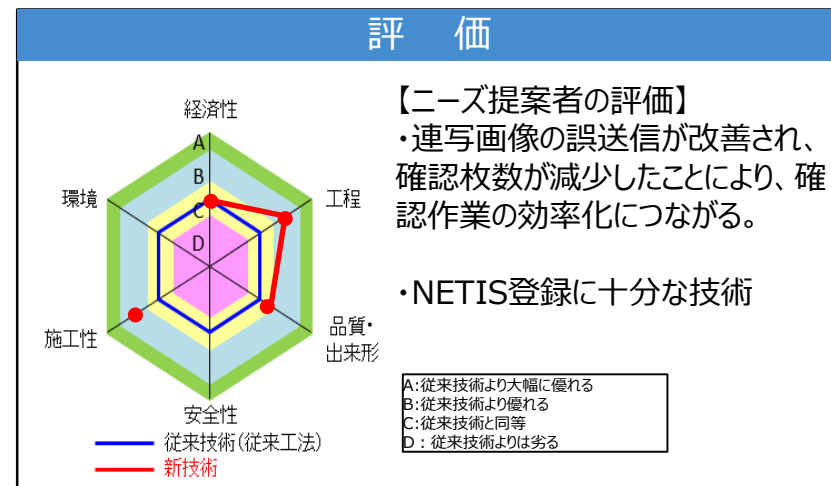 評 価
経済性
A
B
C
D
環境
工程
施工性
品質・
出来形
安全性
従来技術(従来工法)
新技術
【ニーズ提案者の評価】
・連写画像の誤送信が改善され、
確認枚数が減少したことにより、確
認作業の効率化につながる。
・NETIS登録に十分な技術
A:従来技術より大幅に優れる
B:従来技術より優れる
C:従来技術と同等
D：従来技術よりは劣る